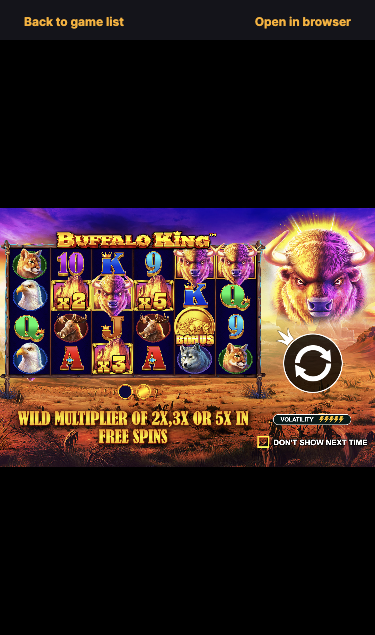 Back to game list
Open in browser
BUFFALO KING™
10 K 9
x2 x5 K Q
Q J BONUS 9
A x3 A
WILD MULTIPLIER OF 2X,3X OR 5X IN
FREE SPINS
VOLATILITY
DON'T SHOW NEXT TIME